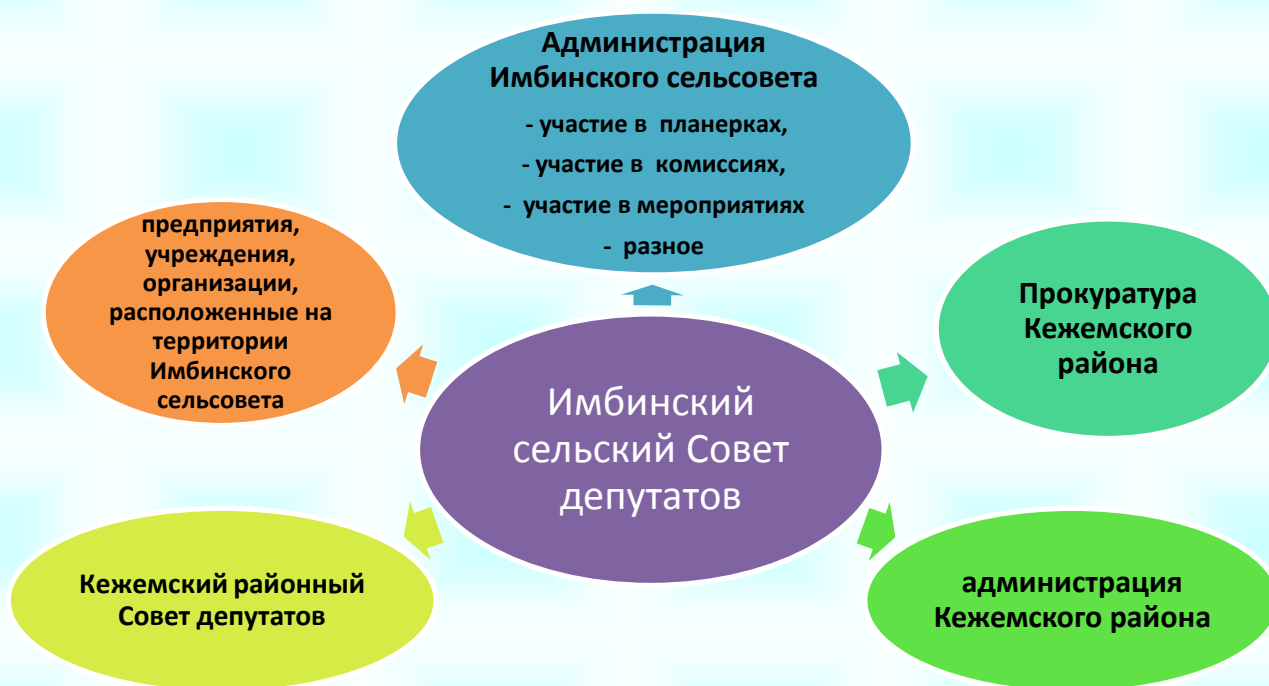 Администрация
Имбинского сельсовета
- участие в планерках,
- участие в комиссиях,
- участие в мероприятиях
- разное
предприятия,
учреждения,
организации,
расположенные на
территории
Имбинского
сельсовета
Прокуратура
Кежемского
района
Имбинский
сельский Совет
депутатов
Кежемский районный
Совет депутатов
администрация
Кежемского района